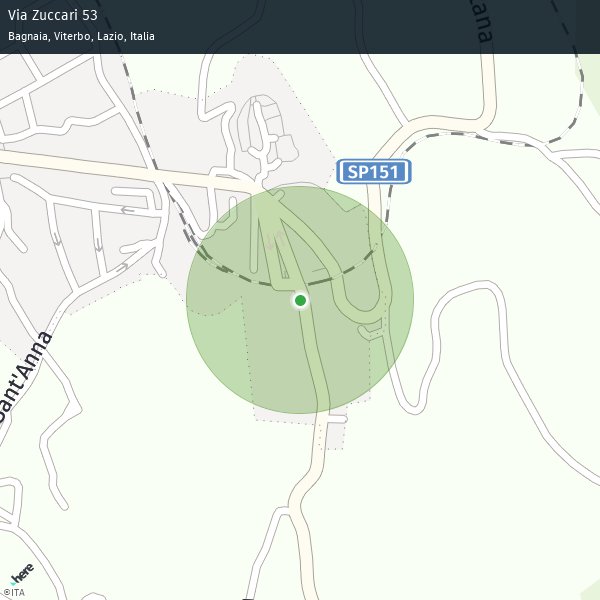 Via Zuccari 53
Bagnaia, Viterbo, Lazio, Italia
SP151
Sant'Anna
here
©ITA